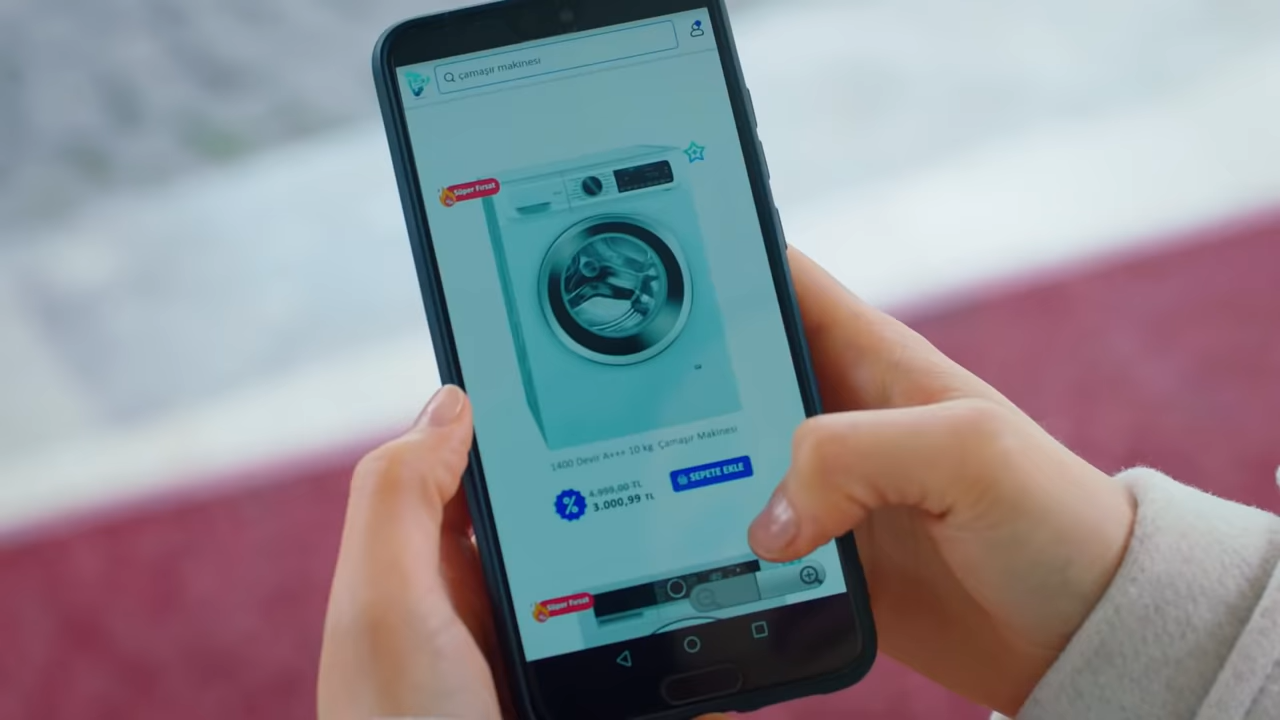 çamaşır makinesi
Süper Fırsat
1400 Devir A+++ 10 kg Çamaşır Makinesi
4.999,00 TL
SEPETE EKLE
3.000,99 TL
Süper Fırsat